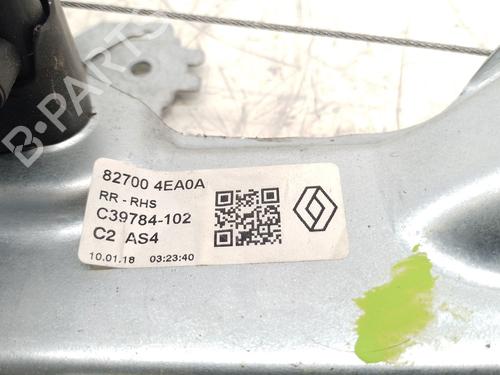 B-PARTS
82700 4EA0A
RR - RHS
C39784-102
C2 AS4
10.01.18 03:23:40